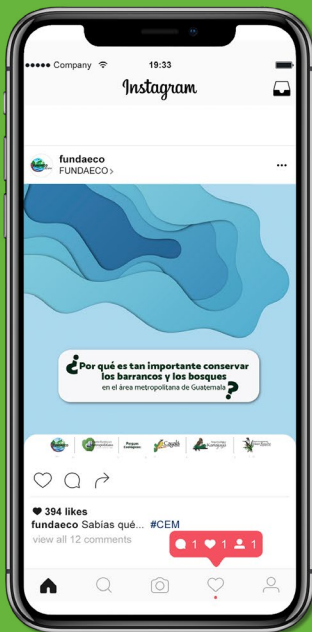 Company
19:33
Instagram
fundaeco
FUNDAECO >
¿Por qué es tan importante conservar
los barrancos y los bosques
en el área metropolitana de Guatemala?
Cayalá
394 likes
fundaeco Sabías qué... #CEM
view all 12 comments
1 1 1